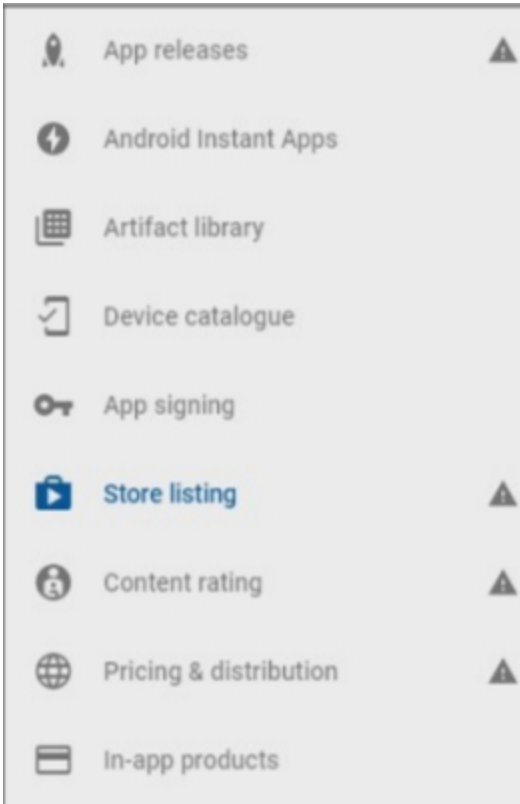 App releases
Android Instant Apps
Artifact library
Device catalogue
App signing
Store listing
Content rating
Pricing & distribution
In-app products